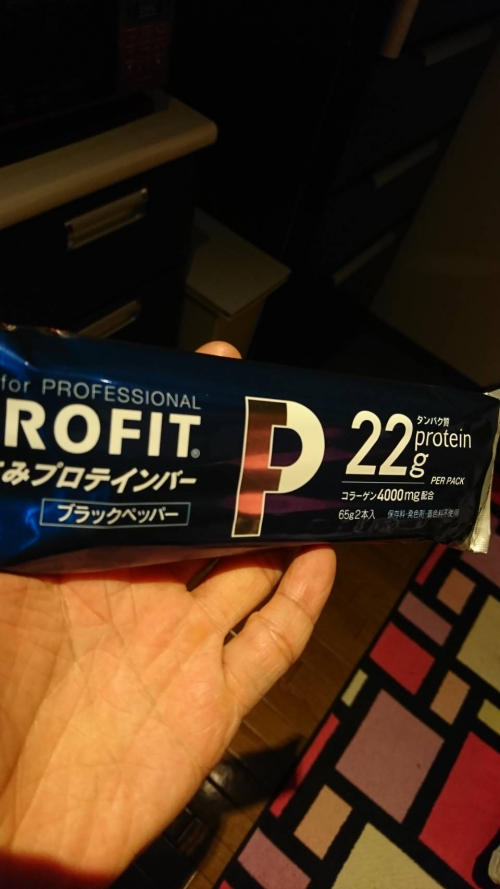 for PROFESSIONAL
ROFIT®
みプロテインバー
ブラックペッパー
P
22g
タンパク質
protein
PER PACK
コラーゲン4000mg配合
65g2本入 保存料・発色剤・着色料不使用